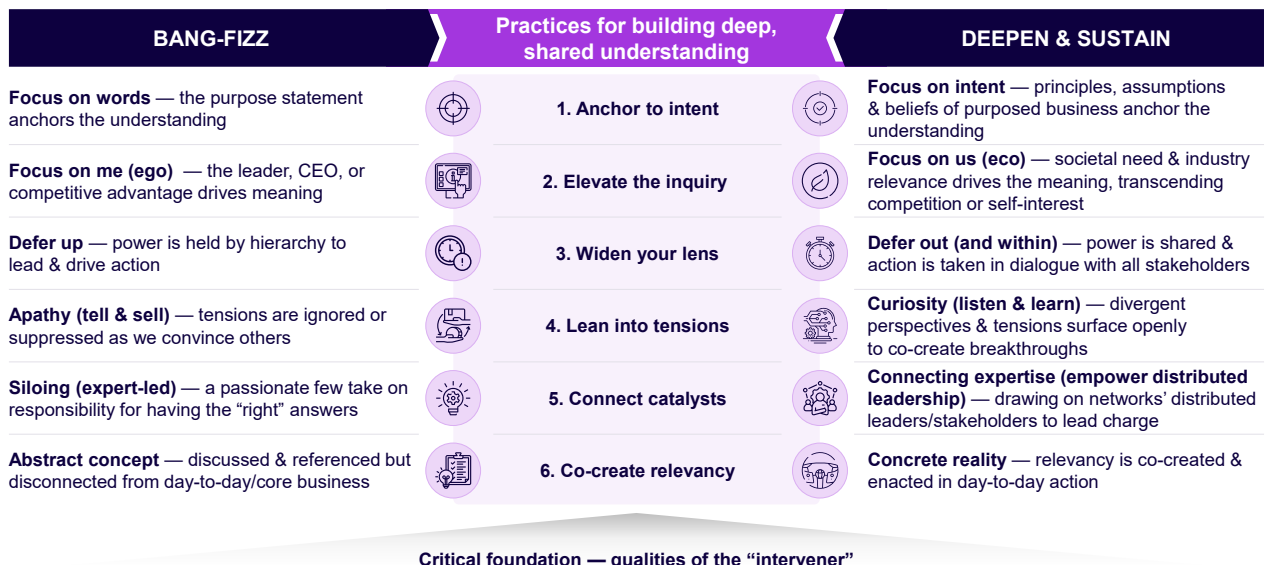 BANG-FIZZ
Practices for building deep,
shared understanding
DEEPEN & SUSTAIN
Focus on words — the purpose statement
anchors the understanding
1. Anchor to intent
Focus on intent — principles, assumptions
& beliefs of purposed business anchor the
understanding
Focus on me (ego) — the leader, CEO, or
competitive advantage drives meaning
2. Elevate the inquiry
Focus on us (eco) — societal need & industry
relevance drives the meaning, transcending
competition or self-interest
Defer up — power is held by hierarchy to
lead & drive action
3. Widen your lens
Defer out (and within) — power is shared &
action is taken in dialogue with all stakeholders
Apathy (tell & sell) — tensions are ignored or
suppressed as we convince others
4. Lean into tensions
Curiosity (listen & learn) — divergent
perspectives & tensions surface openly
to co-create breakthroughs
Siloing (expert-led) — a passionate few take on
responsibility for having the “right” answers
5. Connect catalysts
Connecting expertise (empower distributed
leadership) — drawing on networks’ distributed
leaders/stakeholders to lead charge
Abstract concept — discussed & referenced but
disconnected from day-to-day/core business
6. Co-create relevancy
Concrete reality — relevancy is co-created &
enacted in day-to-day action
Critical foundation — qualities of the “intervener”